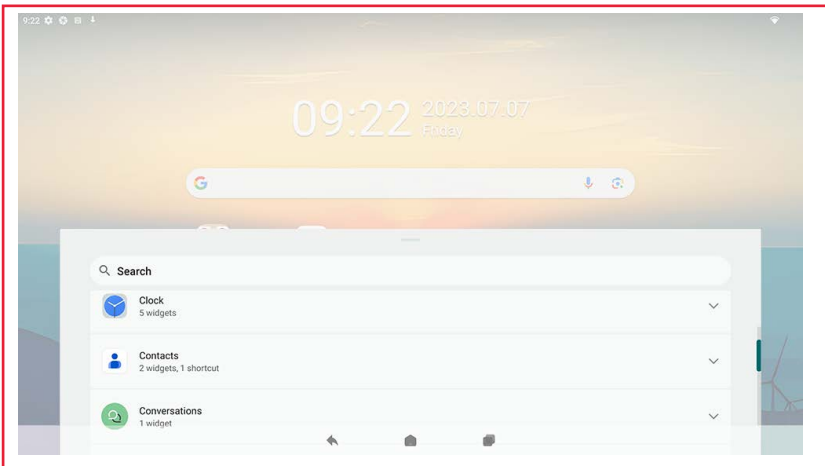 9:22
09:22 2023.07.07
Friday
Search
Clock
5 widgets
Contacts
2 widgets, 1 shortcut
Conversations
1 widget